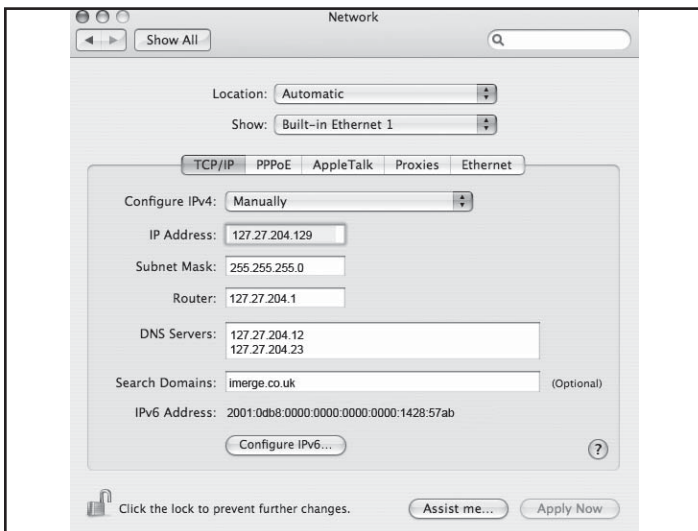 Network
Show All
Location: Automatic
Show: Built-in Ethernet 1
TCP/IP PPPoE AppleTalk Proxies Ethernet
Configure IPv4: Manually
IP Address: 127.27.204.129
Subnet Mask: 255.255.255.0
Router: 127.27.204.1
DNS Servers: 127.27.204.12
127.27.204.23
Search Domains: imerge.co.uk (Optional)
IPv6 Address: 2001:0db8:0000:0000:0000:0000:1428:57ab
Configure IPv6... ?
Click the lock to prevent further changes. Assist me... Apply Now